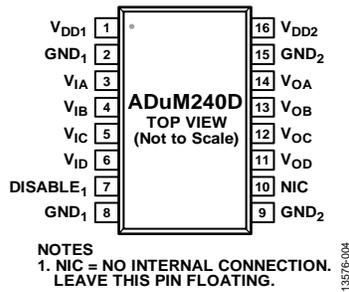 VDD1 1 16 VDD2
GND1 2 15 GND2
VIA 3 14 VOA
VIB 4 ADuM240D 13 VOB
VIC 5 TOP VIEW 12 VOC
(Not to Scale)
VID 6 11 VOD
DISABLE1 7 10 NIC
GND1 8 9 GND2
NOTES
1. NIC = NO INTERNAL CONNECTION.
LEAVE THIS PIN FLOATING.
13576-004